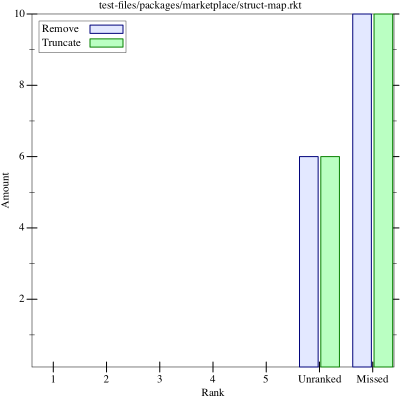 test-files/packages/marketplace/struct-map.rkt
Remove
Truncate
10
8
6
4
2
Amount
1 2 3 4 5 Unranked Missed
Rank